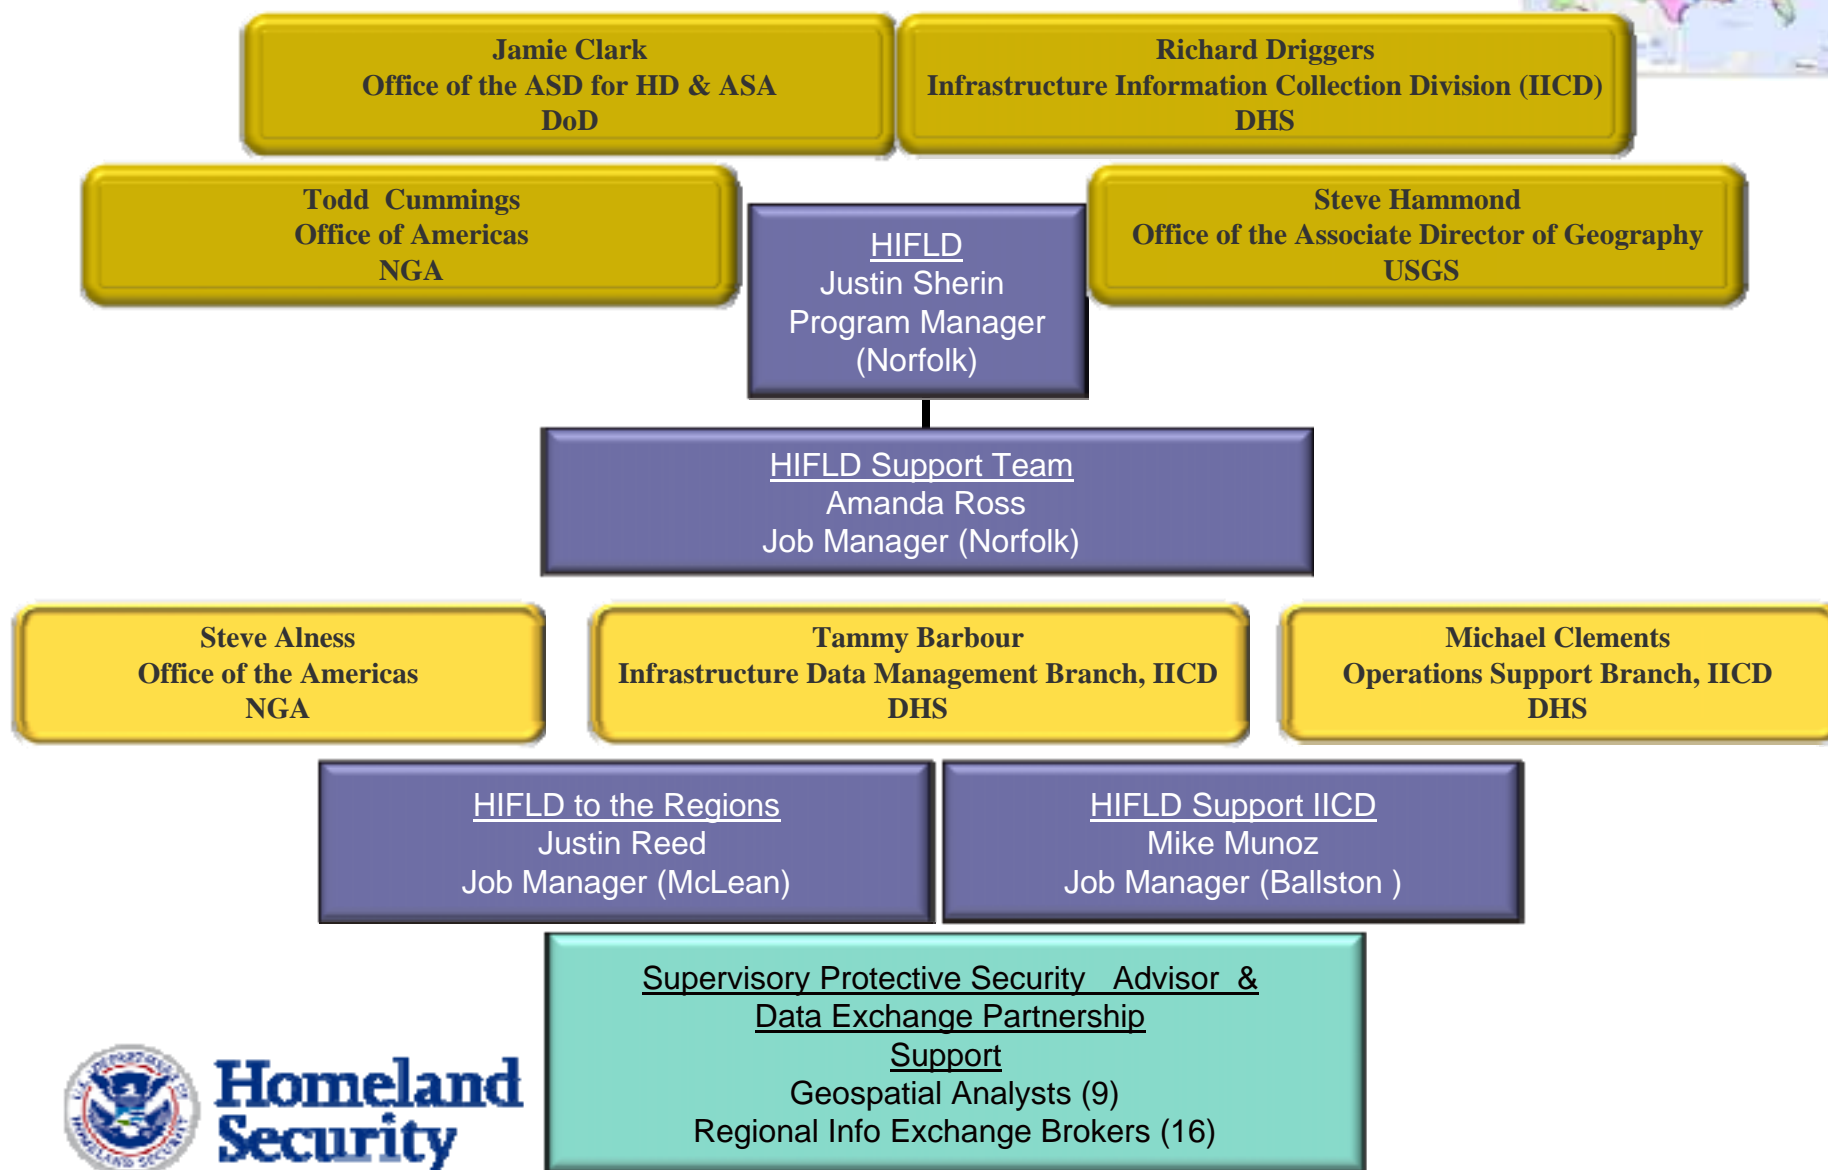 Jamie Clark
Office of the ASD for HD & ASA
DoD
Richard Driggers
Infrastructure Information Collection Division (IICD)
DHS
Todd Cummings
Office of Americas
NGA
HIFLD
Justin Sherin
Program Manager
(Norfolk)
Steve Hammond
Office of the Associate Director of Geography
USGS
HIFLD Support Team
Amanda Ross
Job Manager (Norfolk)
Steve Alness
Office of the Americas
NGA
Tammy Barbour
Infrastructure Data Management Branch, IICD
DHS
Michael Clements
Operations Support Branch, IICD
DHS
HIFLD to the Regions
Justin Reed
Job Manager (McLean)
HIFLD Support IICD
Mike Munoz
Job Manager (Ballston )
Supervisory Protective Security Advisor &
Data Exchange Partnership
Support
Geospatial Analysts (9)
Regional Info Exchange Brokers (16)
Homeland
Security